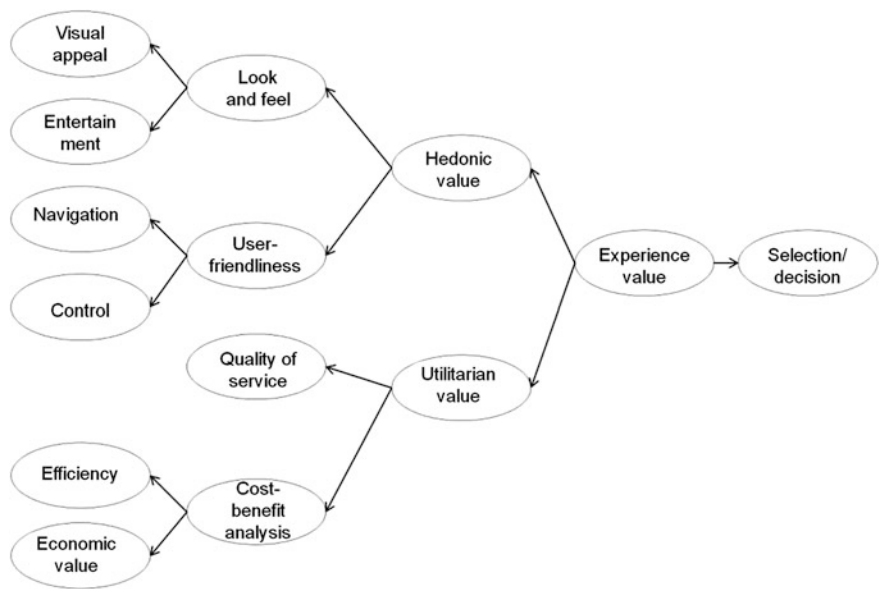 Visual
appeal
Look
and feel
Entertain
ment
Hedonic
value
Navigation
User-
friendliness
Experience
value
Selection/
decision
Control
Quality of
service
Utilitarian
value
Efficiency
Cost-
benefit
analysis
Economic
value